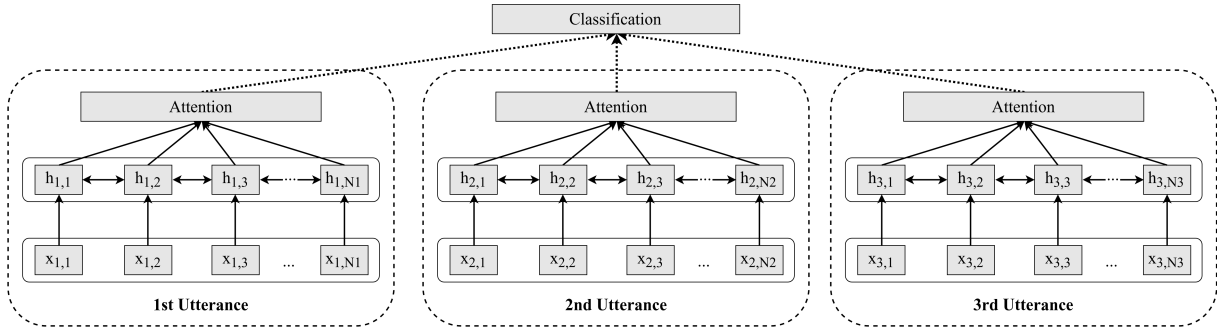 Classification
Attention Attention Attention
h1,1 h1,2 h1,3 ... h1,N1 h2,1 h2,2 h2,3 ... h2,N2 h3,1 h3,2 h3,3 ... h3,N3
x1,1 x1,2 x1,3 ... x1,N1 x2,1 x2,2 x2,3 ... x2,N2 x3,1 x3,2 x3,3 ... x3,N3
1st Utterance 2nd Utterance 3rd Utterance